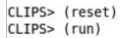 CLIPS> (reset)
CLIPS> (run)